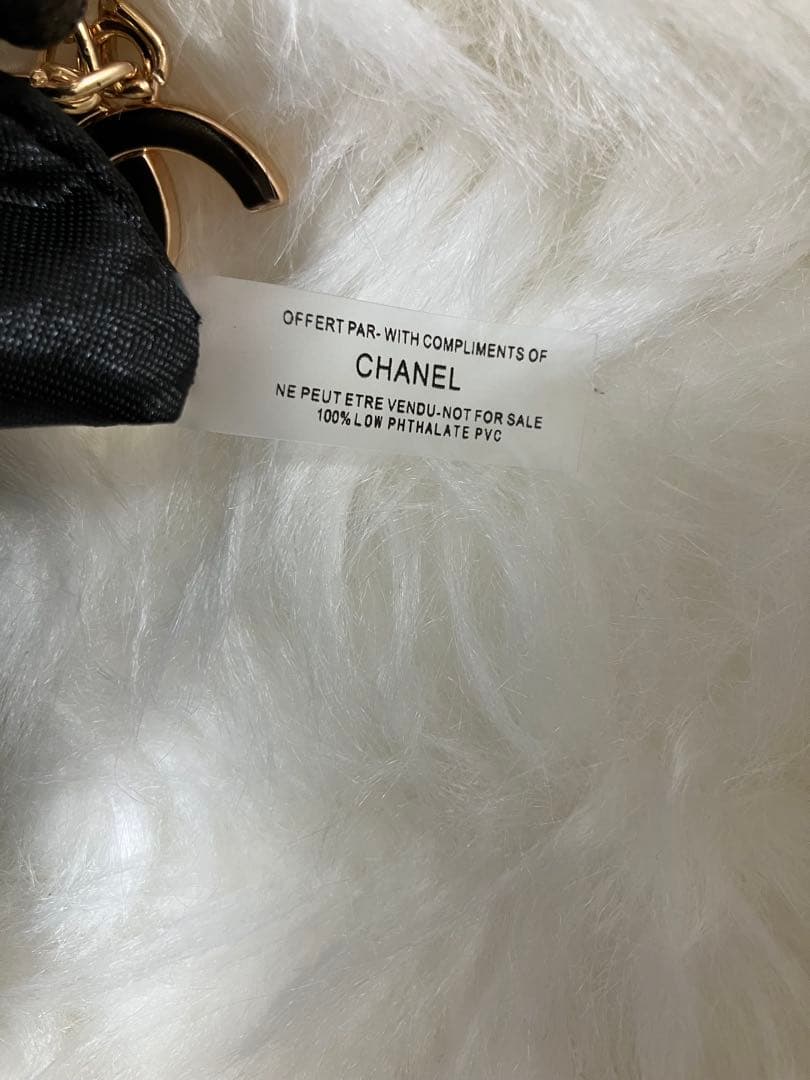 OFFERT PAR- WITH COMPLIMENTS OF
CHANEL
NE PEUT ETRE VENDU-NOT FOR SALE
100% LOW PHTHALATE PVC